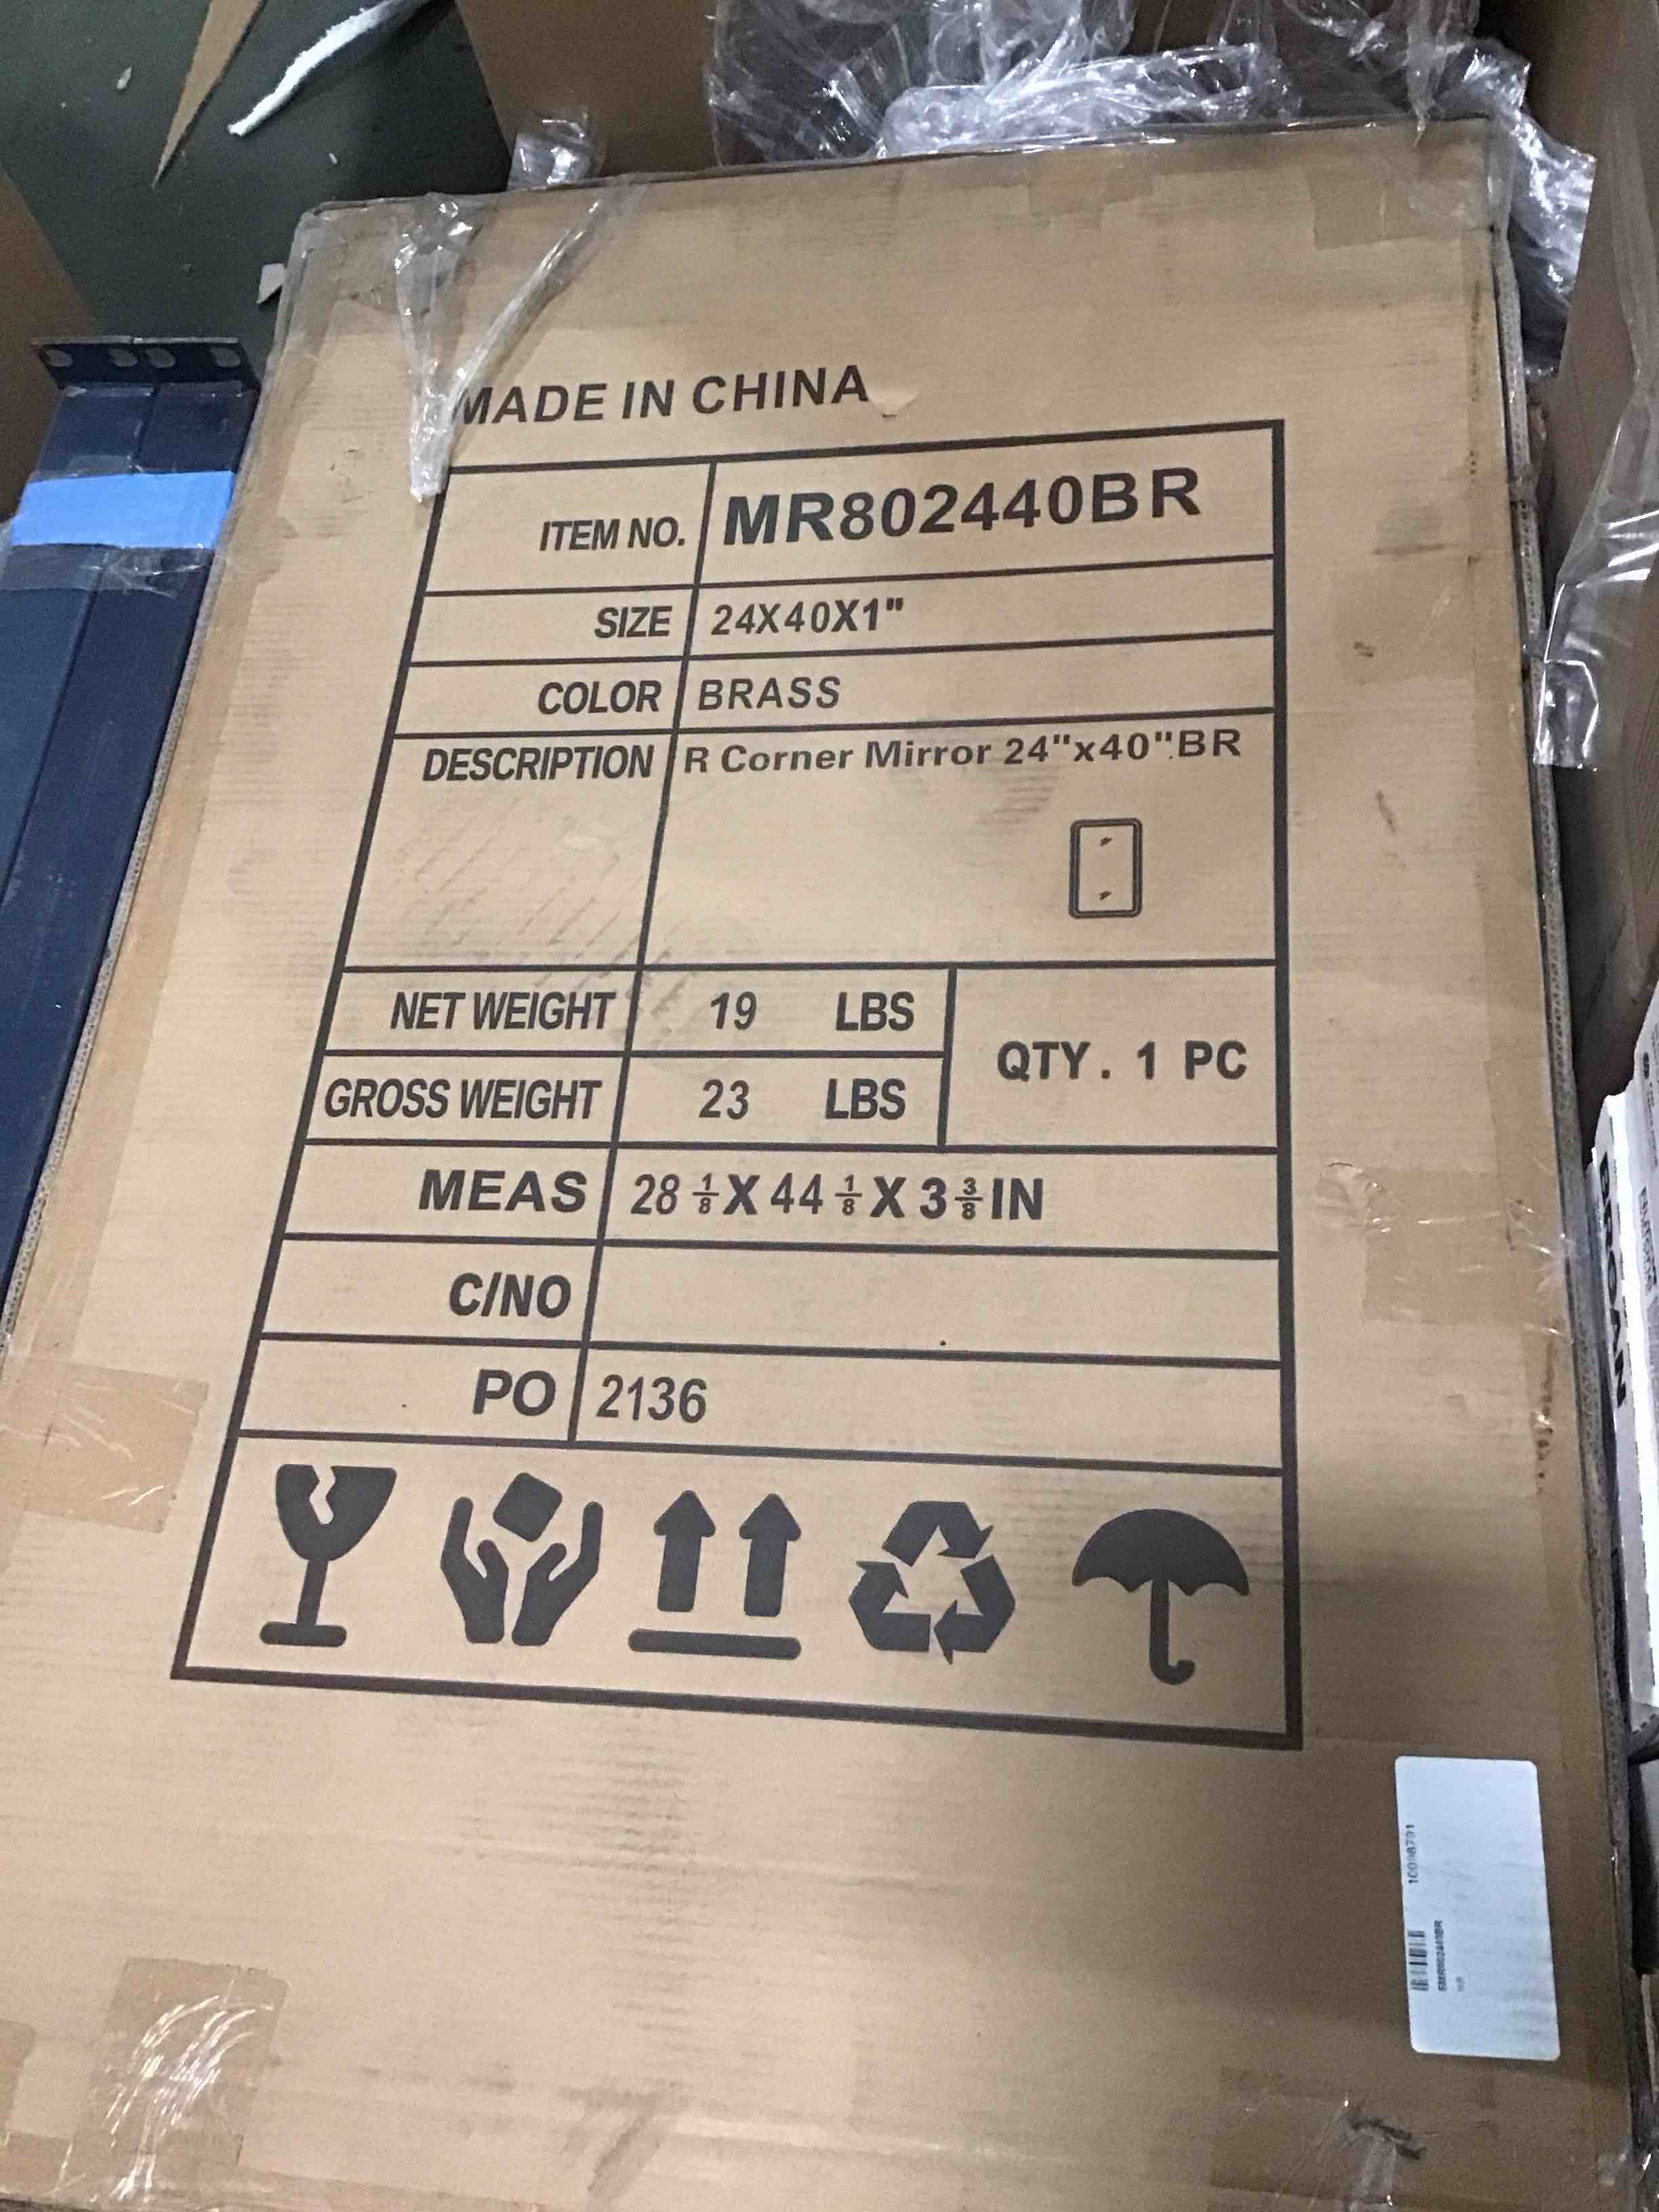 MADE IN CHINA
ITEM NO. MR802440BR
SIZE 24X40X1"
COLOR BRASS
DESCRIPTION R Corner Mirror 24"x40".BR
NET WEIGHT 19 LBS
GROSS WEIGHT 23 LBS
QTY. 1 PC
MEAS 28 1/8 X 44 1/8 X 3 3/8 IN
C/NO
PO 2136
BROAN